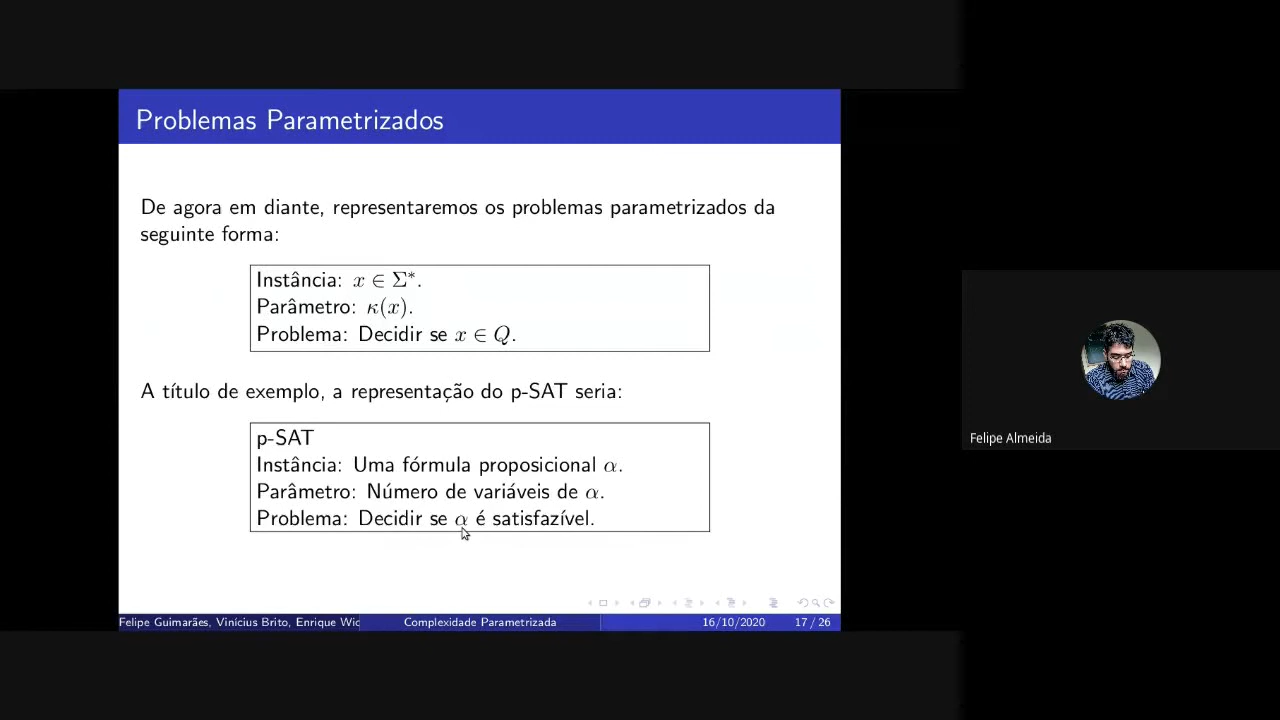 Problemas Parametrizados
De agora em diante, representaremos os problemas parametrizados da
seguinte forma:
Instância: x ∈ Σ*.
Parâmetro: κ(x).
Problema: Decidir se x ∈ Q.
A título de exemplo, a representação do p-SAT seria:
p-SAT
Instância: Uma fórmula proposicional α.
Parâmetro: Número de variáveis de α.
Problema: Decidir se α é satisfazível.
Felipe Guimarães, Vinícius Brito, Enrique Wic
Complexidade Parametrizada
16/10/2020
17 / 26
Felipe Almeida